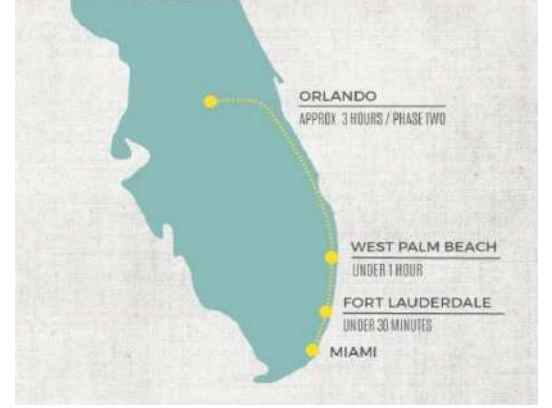 ORLANDO
APPROX. 3 HOURS / PHASE TWO
WEST PALM BEACH
UNDER 1 HOUR
FORT LAUDERDALE
UNDER 30 MINUTES
MIAMI